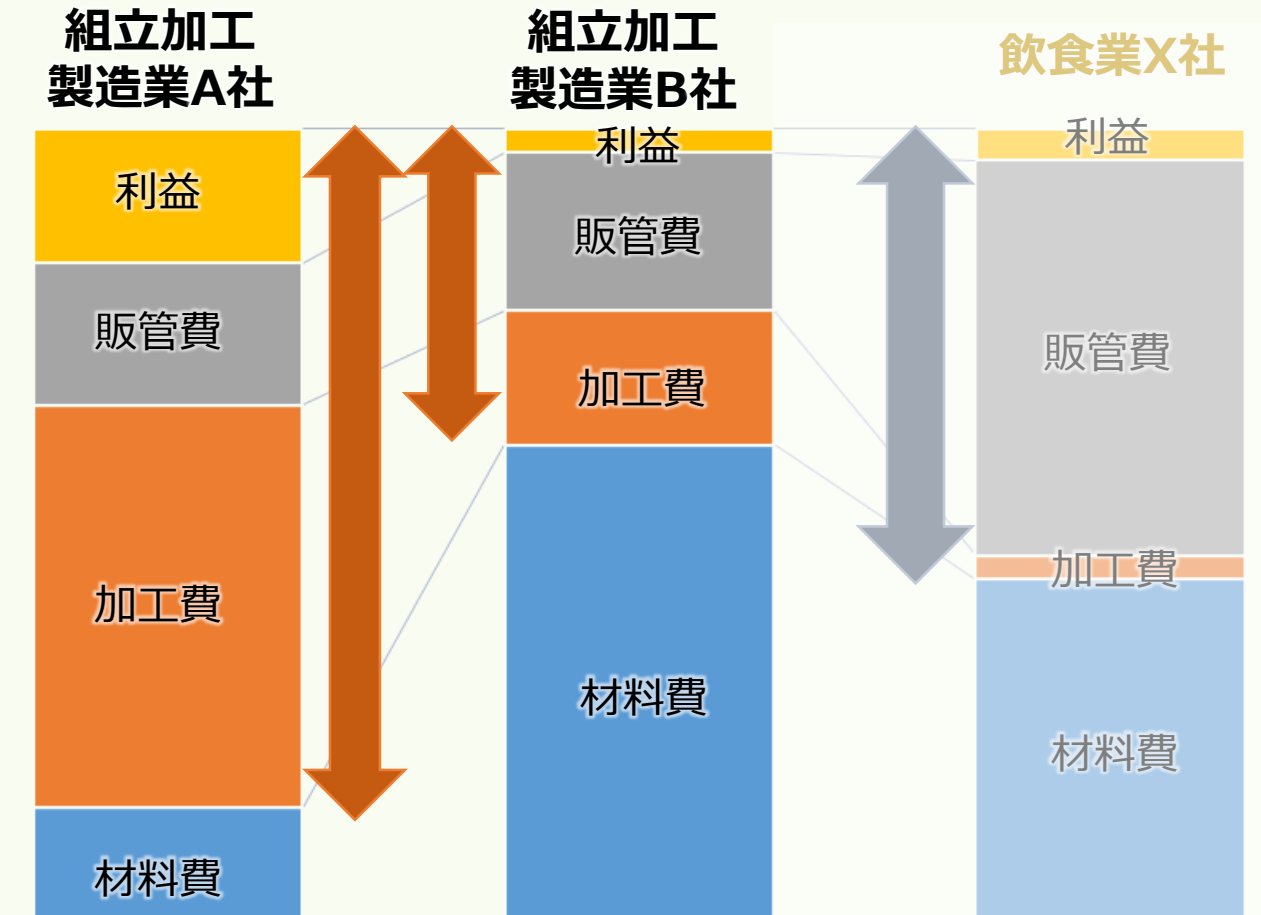 組立加工
製造業A社
利益
販管費
加工費
材料費
組立加工
製造業B社
利益
販管費
加工費
材料費
飲食業X社
利益
販管費
加工費
材料費